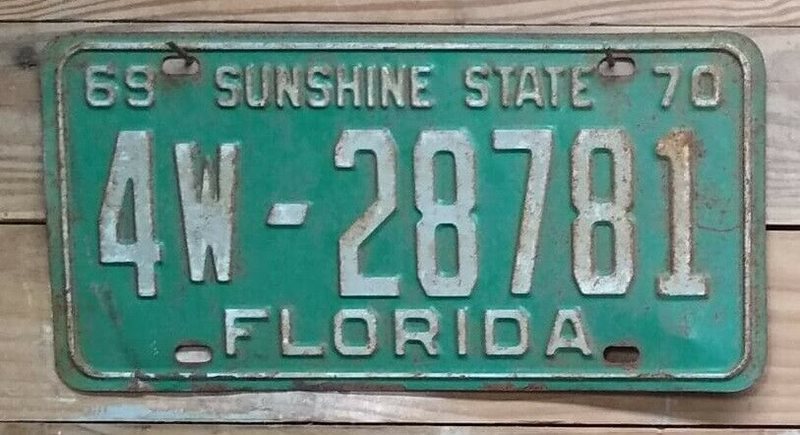 69 SUNSHINE STATE 70
4W-28781
FLORIDA